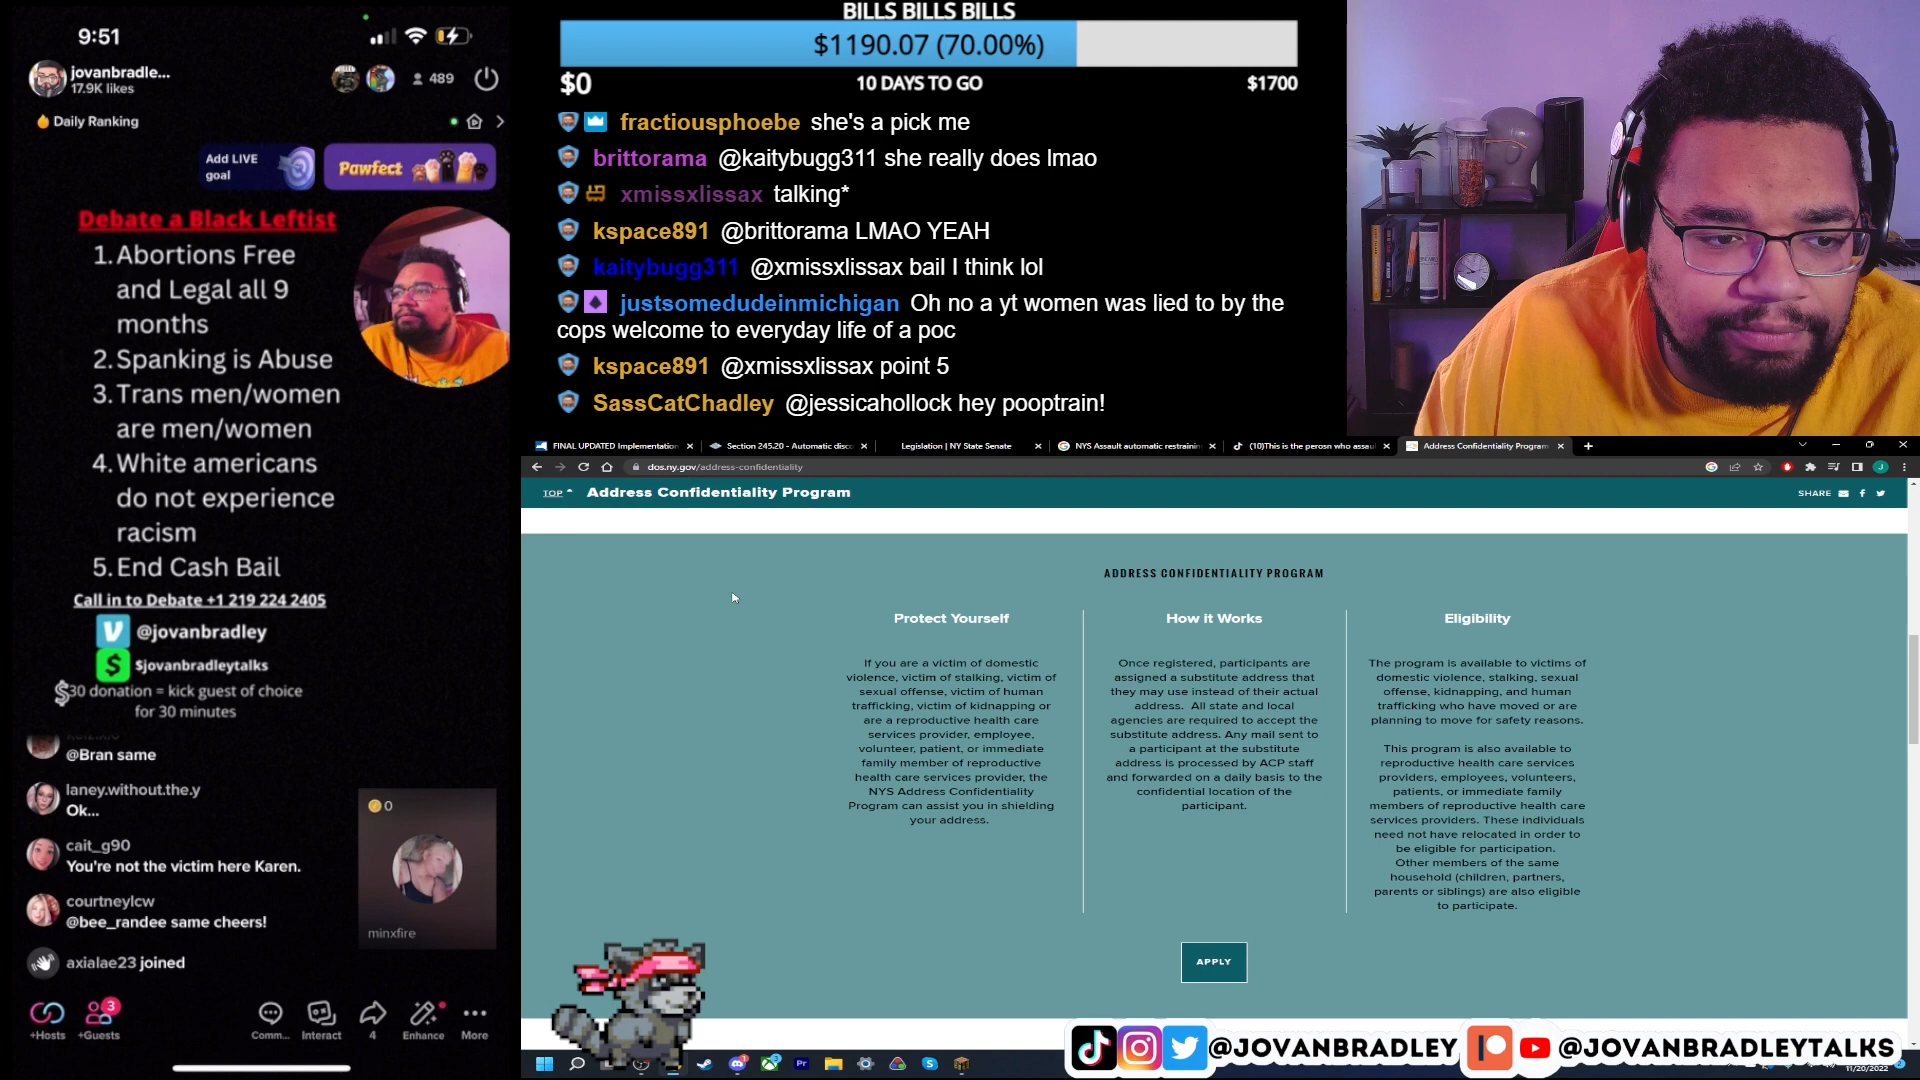 9:51
jovanbradle...
17.9K likes
489
Daily Ranking
Add LIVE
goal
Pawfect
Debate a Black Leftist
1. Abortions Free
and Legal all 9
months
2. Spanking is Abuse
3. Trans men/women
are men/women
4. White americans
do not experience
racism
5. End Cash Bail
Call in to Debate +1 219 224 2405
@jovanbradley
$jovanbradleytalks
$30 donation = kick guest of choice
for 30 minutes
@Bran same
laney.without.the.y
Ok...
cait_g90
You're not the victim here Karen.
courtneylcw
@bee_randee same cheers!
axialae23 joined
0
minxfire
3
+Hosts
+Guests
Comm...
Interact
4
Enhance
More
BILLS BILLS BILLS
$1190.07 (70.00%)
$0
10 DAYS TO GO
$1700
fractiousphoebe she's a pick me
brittorama @kaitybugg311 she really does lmao
xmissxlissax talking*
kspace891 @brittorama LMAO YEAH
kaitybugg311 @xmissxlissax bail I think lol
justsomedudeinmichigan Oh no a yt women was lied to by the
cops welcome to everyday life of a poc
kspace891 @xmissxlissax point 5
SassCatChadley @jessicahollock hey pooptrain!
FINAL UPDATED Implementation
Section 245.20 - Automatic disco
Legislation | NY State Senate
NYS Assault automatic restrainin
(10)This is the perosn who assau
Address Confidentiality Program
dos.ny.gov/address-confidentiality
TOP
Address Confidentiality Program
SHARE
ADDRESS CONFIDENTIALITY PROGRAM
Protect Yourself
If you are a victim of domestic
violence, victim of stalking, victim of
sexual offense, victim of human
trafficking, victim of kidnapping or
are a reproductive health care
services provider, employee,
volunteer, patient, or immediate
family member of reproductive
health care services provider, the
NYS Address Confidentiality
Program can assist you in shielding
your address.
How it Works
Once registered, participants are
assigned a substitute address that
they may use instead of their actual
address. All state and local
agencies are required to accept the
substitute address. Any mail sent to
a participant at the substitute
address is processed by ACP staff
and forwarded on a daily basis to the
confidential location of the
participant.
Eligibility
The program is available to victims of
domestic violence, stalking, sexual
offense, kidnapping, and human
trafficking who have moved or are
planning to move for safety reasons.
This program is also available to
reproductive health care services
providers, employees, volunteers,
patients, or immediate family
members of reproductive health care
services providers. These individuals
need not have relocated in order to
be eligible for participation.
Other members of the same
household (children, partners,
parents or siblings) are also eligible
to participate.
APPLY
@JOVANBRADLEY
@JOVANBRADLEYTALKS
11/20/2022